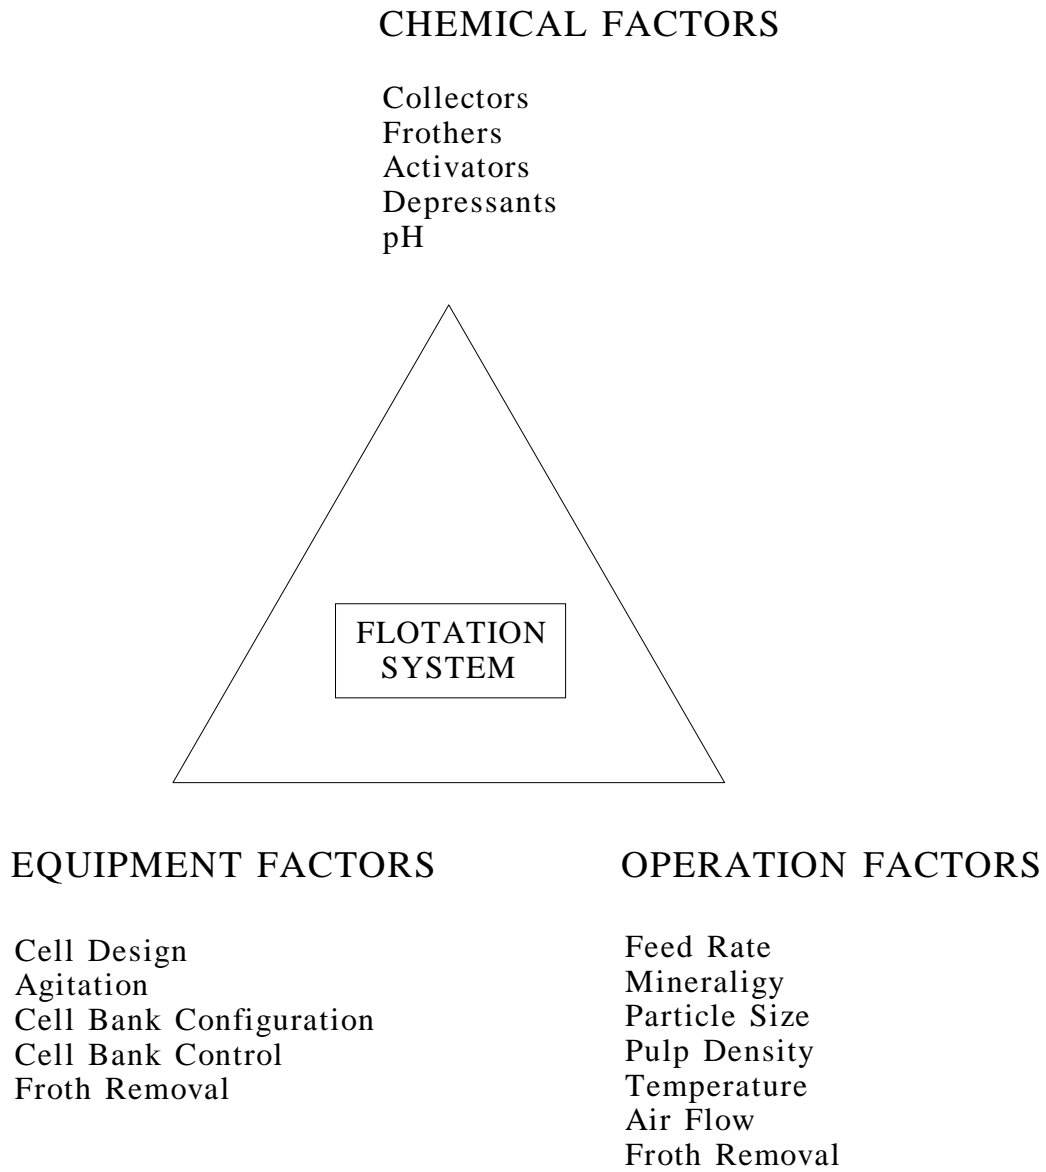 CHEMICAL FACTORS
Collectors
Frothers
Activators
Depressants
pH
FLOTATION
SYSTEM
EQUIPMENT FACTORS
Cell Design
Agitation
Cell Bank Configuration
Cell Bank Control
Froth Removal
OPERATION FACTORS
Feed Rate
Mineraligy
Particle Size
Pulp Density
Temperature
Air Flow
Froth Removal